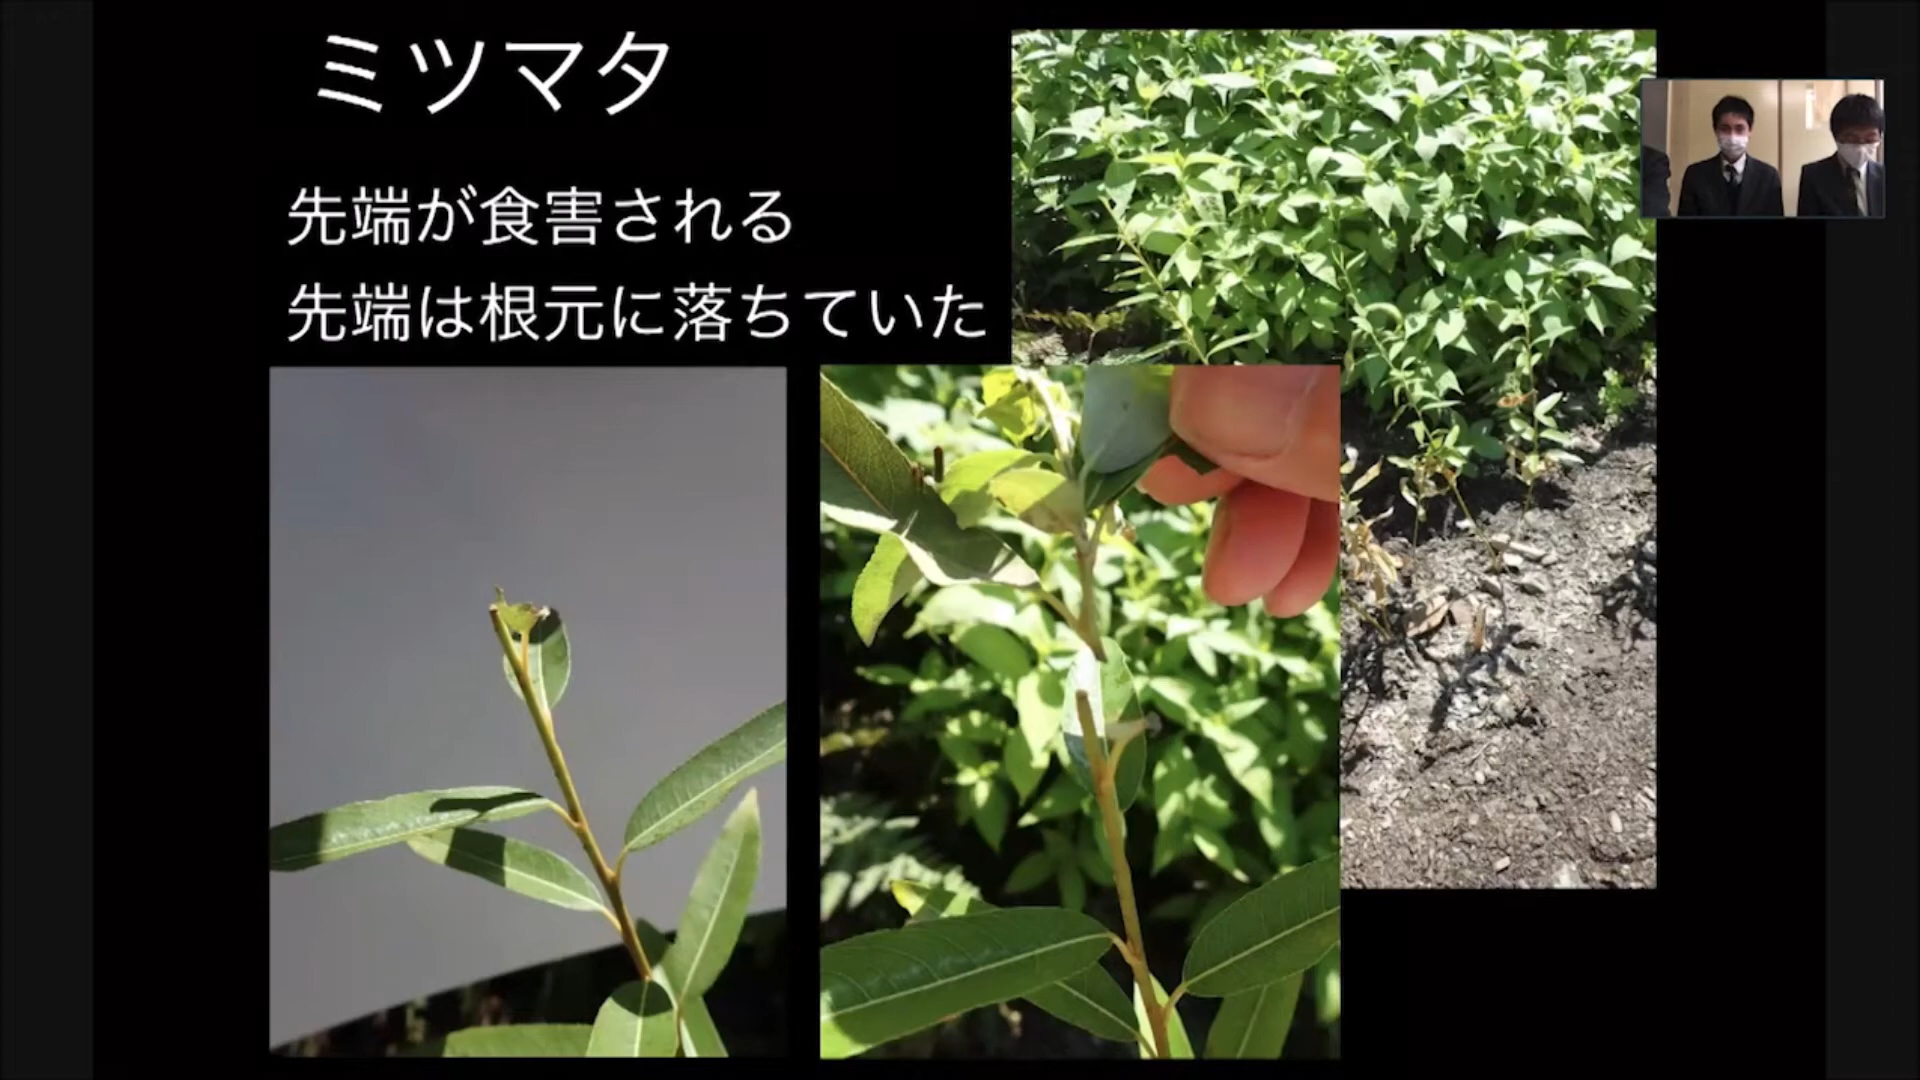 ミツマタ
先端が食害される
先端は根元に落ちていた